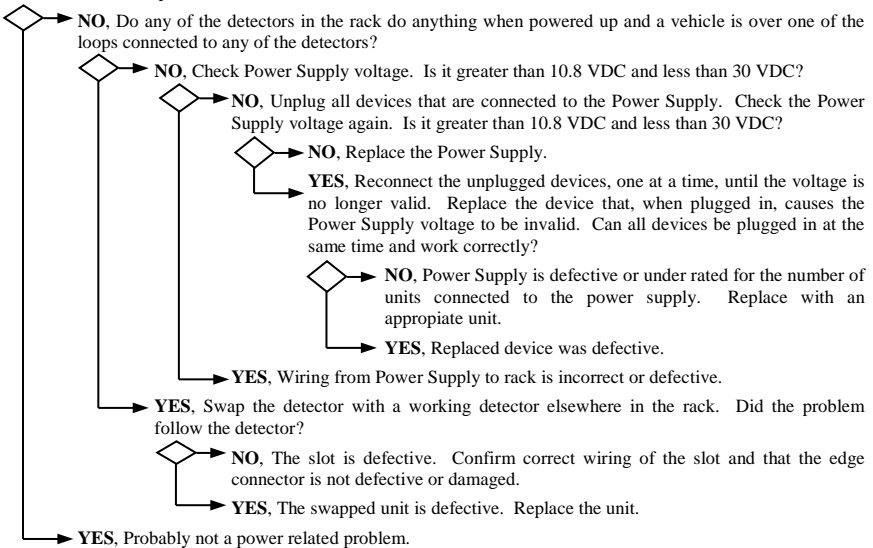 NO, Do any of the detectors in the rack do anything when powered up and a vehicle is over one of the
loops connected to any of the detectors?
NO, Check Power Supply voltage. Is it greater than 10.8 VDC and less than 30 VDC?
NO, Unplug all devices that are connected to the Power Supply. Check the Power
Supply voltage again. Is it greater than 10.8 VDC and less than 30 VDC?
NO, Replace the Power Supply.
YES, Reconnect the unplugged devices, one at a time, until the voltage is
no longer valid. Replace the device that, when plugged in, causes the
Power Supply voltage to be invalid. Can all devices be plugged in at the
same time and work correctly?
NO, Power Supply is defective or under rated for the number of
units connected to the power supply. Replace with an
appropiate unit.
YES, Replaced device was defective.
YES, Wiring from Power Supply to rack is incorrect or defective.
YES, Swap the detector with a working detector elsewhere in the rack. Did the problem
follow the detector?
NO, The slot is defective. Confirm correct wiring of the slot and that the edge
connector is not defective or damaged.
YES, The swapped unit is defective. Replace the unit.
YES, Probably not a power related problem.